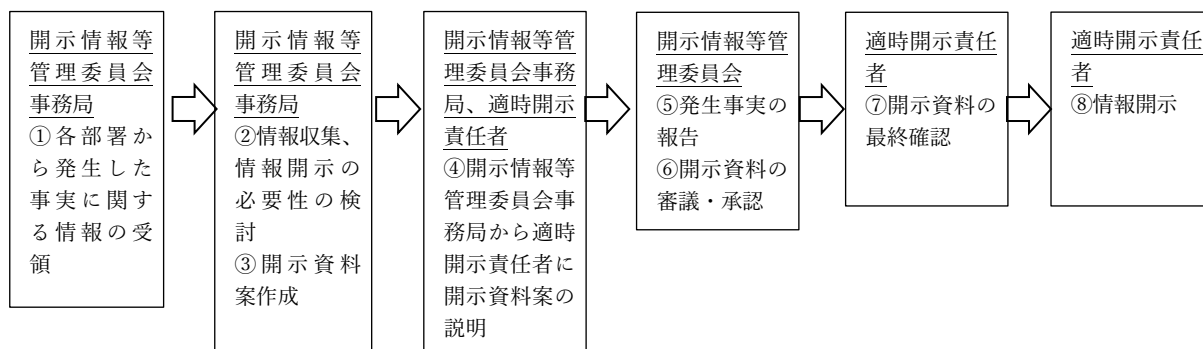 開示情報等
管理委員会
事務局
①各部署か
ら発生した
事実に関す
る情報の受
領
開示情報等
管理委員会
事務局
②情報収集、
情報開示の
必要性の検
討
③開示資料
案作成
開示情報等管
理委員会事務
局、適時開示
責任者
④開示情報等
管理委員会事
務局から適時
開示責任者に
開示資料案の
説明
開示情報等管
理委員会
⑤発生事実の
報告
⑥開示資料の
審議・承認
適時開示責任
者
⑦開示資料の
最終確認
適時開示責任
者
⑧情報開示